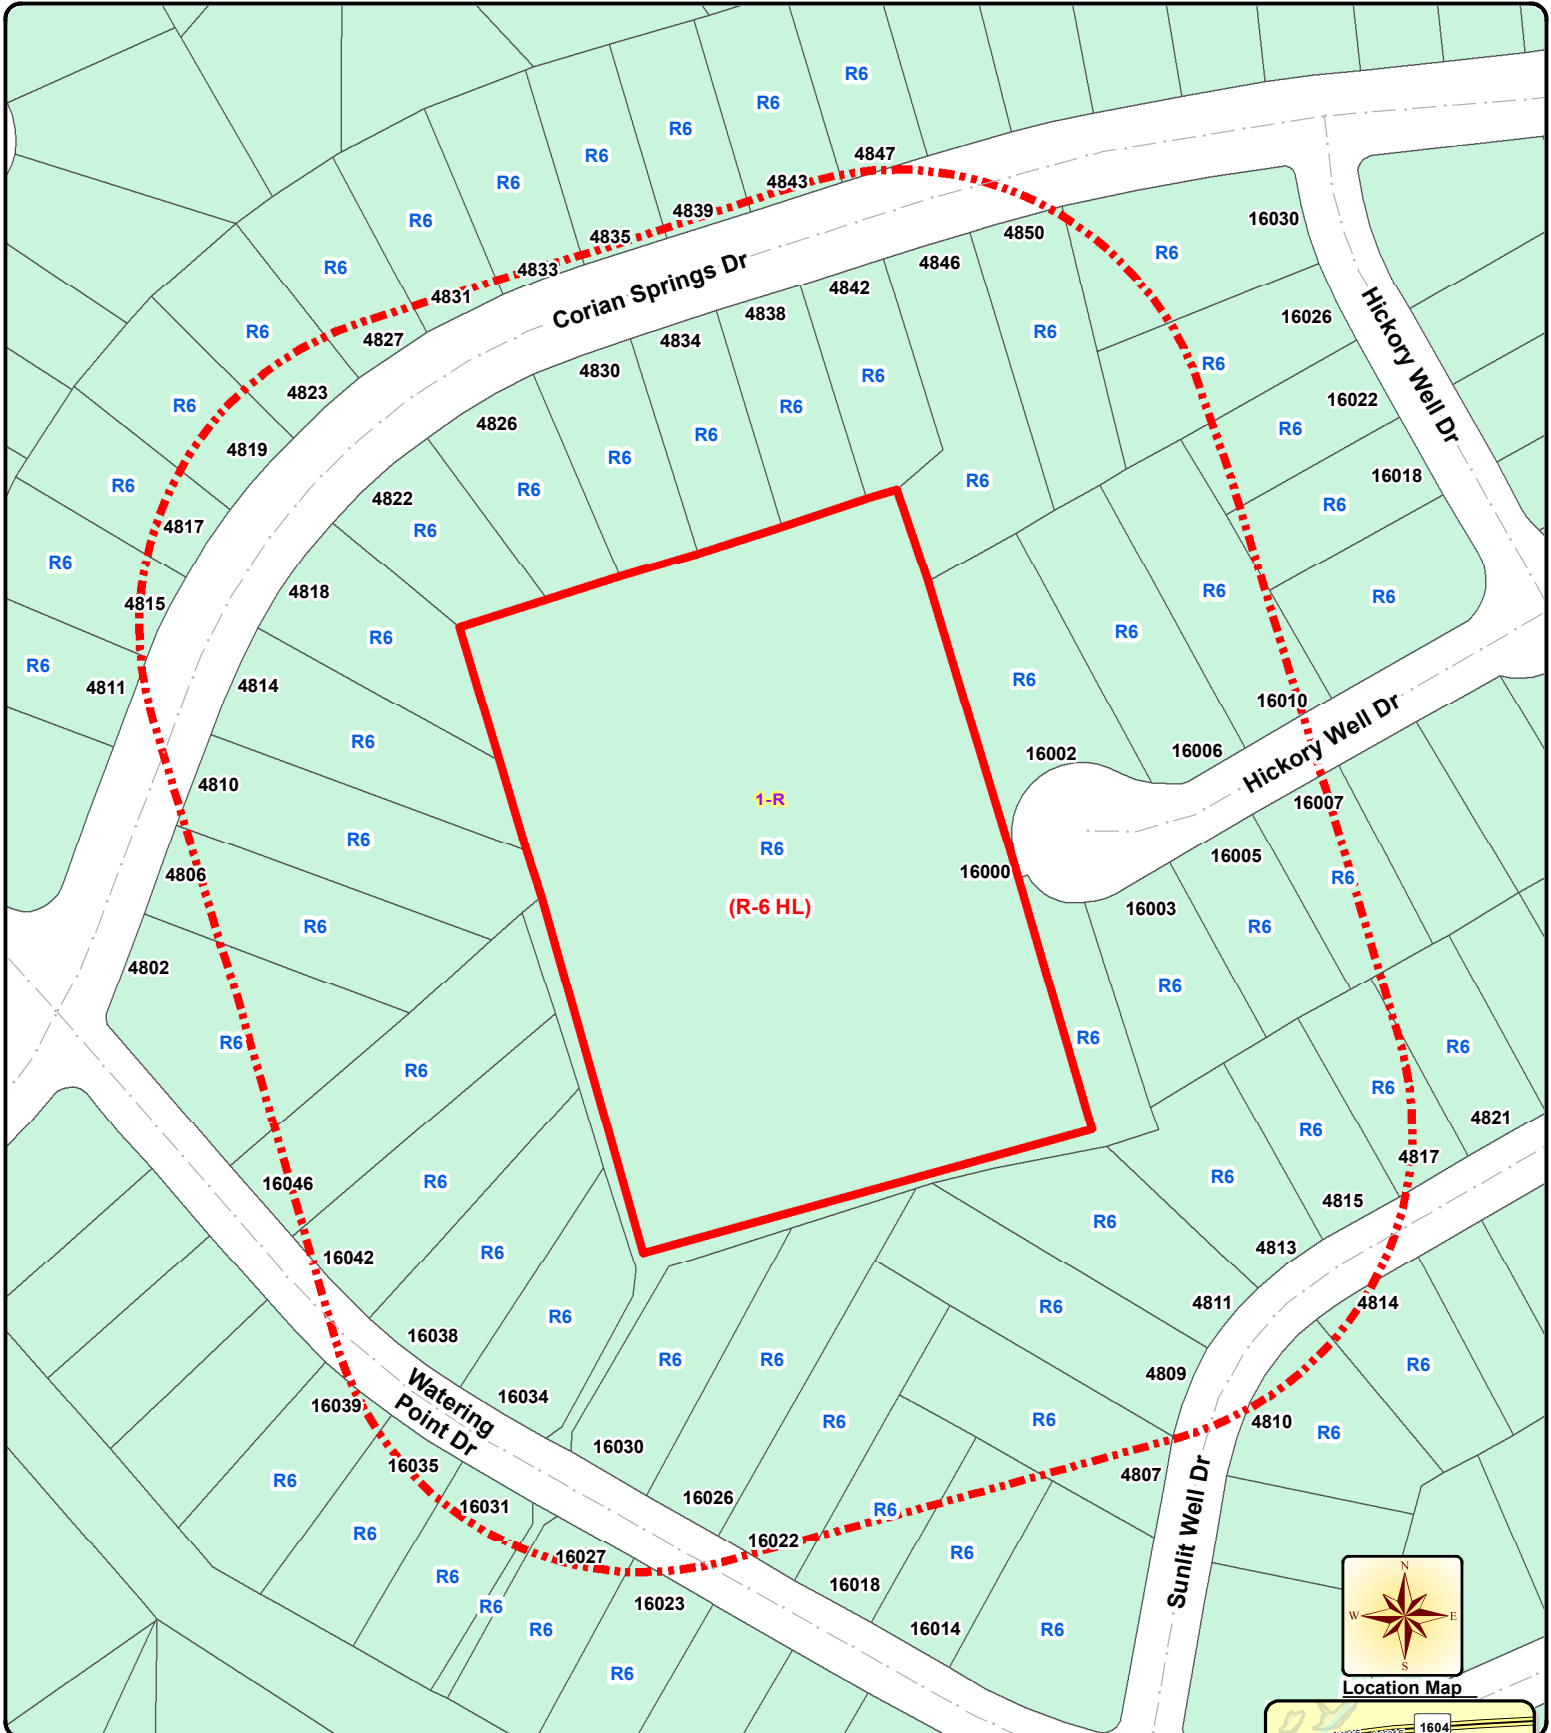 R6
R6
R6
4847
R6
R6
4843
R6
4839
R6
16030
4835
4850
R6
R6
4833
4846
Corian Springs Dr
4831
4842
4838
16026
Hickory Well Dr
R6
4827
4834
R6
R6
4830
R6
4823
16022
R6
R6
4826
R6
R6
4819
R6
16018
R6
R6
R6
R6
4822
R6
4817
R6
R6
4818
R6
R6
4815
R6
R6
R6
4811
4814
R6
16010
R6
Hickory Well Dr
16006
16002
4810
1-R
16007
R6
R6
16005
4806
16000
R6
(R-6 HL)
16003
R6
R6
4802
R6
R6
R6
R6
R6
R6
4821
R6
4817
R6
R6
16046
4815
R6
4813
R6
16042
4811
4814
R6
R6
16038
R6
R6
R6
4809
Watering
Point Dr
16034
16039
R6
R6
4810
R6
16030
16035
4807
R6
16026
16031
R6
Sunlit Well Dr
R6
16022
R6
16027
N
R6
16018
16023
R6
W
E
R6
16014
R6
S
R6
Location Map
1604